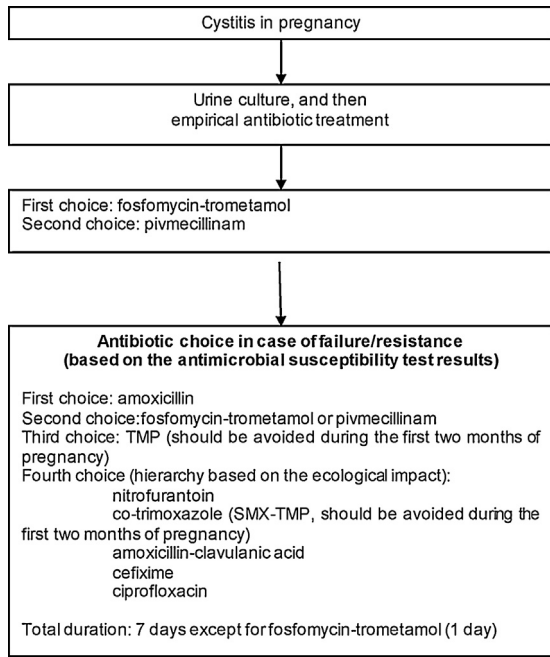 Cystitis in pregnancy
Urine culture, and then
empirical antibiotic treatment
First choice: fosfomycin-trometamol
Second choice: pivmecillinam
Antibiotic choice in case of failure/resistance
(based on the antimicrobial susceptibility test results)
First choice: amoxicillin
Second choice:fosfomycin-trometamol or pivmecillinam
Third choice: TMP (should be avoided during the first two months of
pregnancy)
Fourth choice (hierarchy based on the ecological impact):
nitrofurantoin
co-trimoxazole (SMX-TMP, should be avoided during the
first two months of pregnancy)
amoxicillin-clavulanic acid
cefixime
ciprofloxacin
Total duration: 7 days except for fosfomycin-trometamol (1 day)